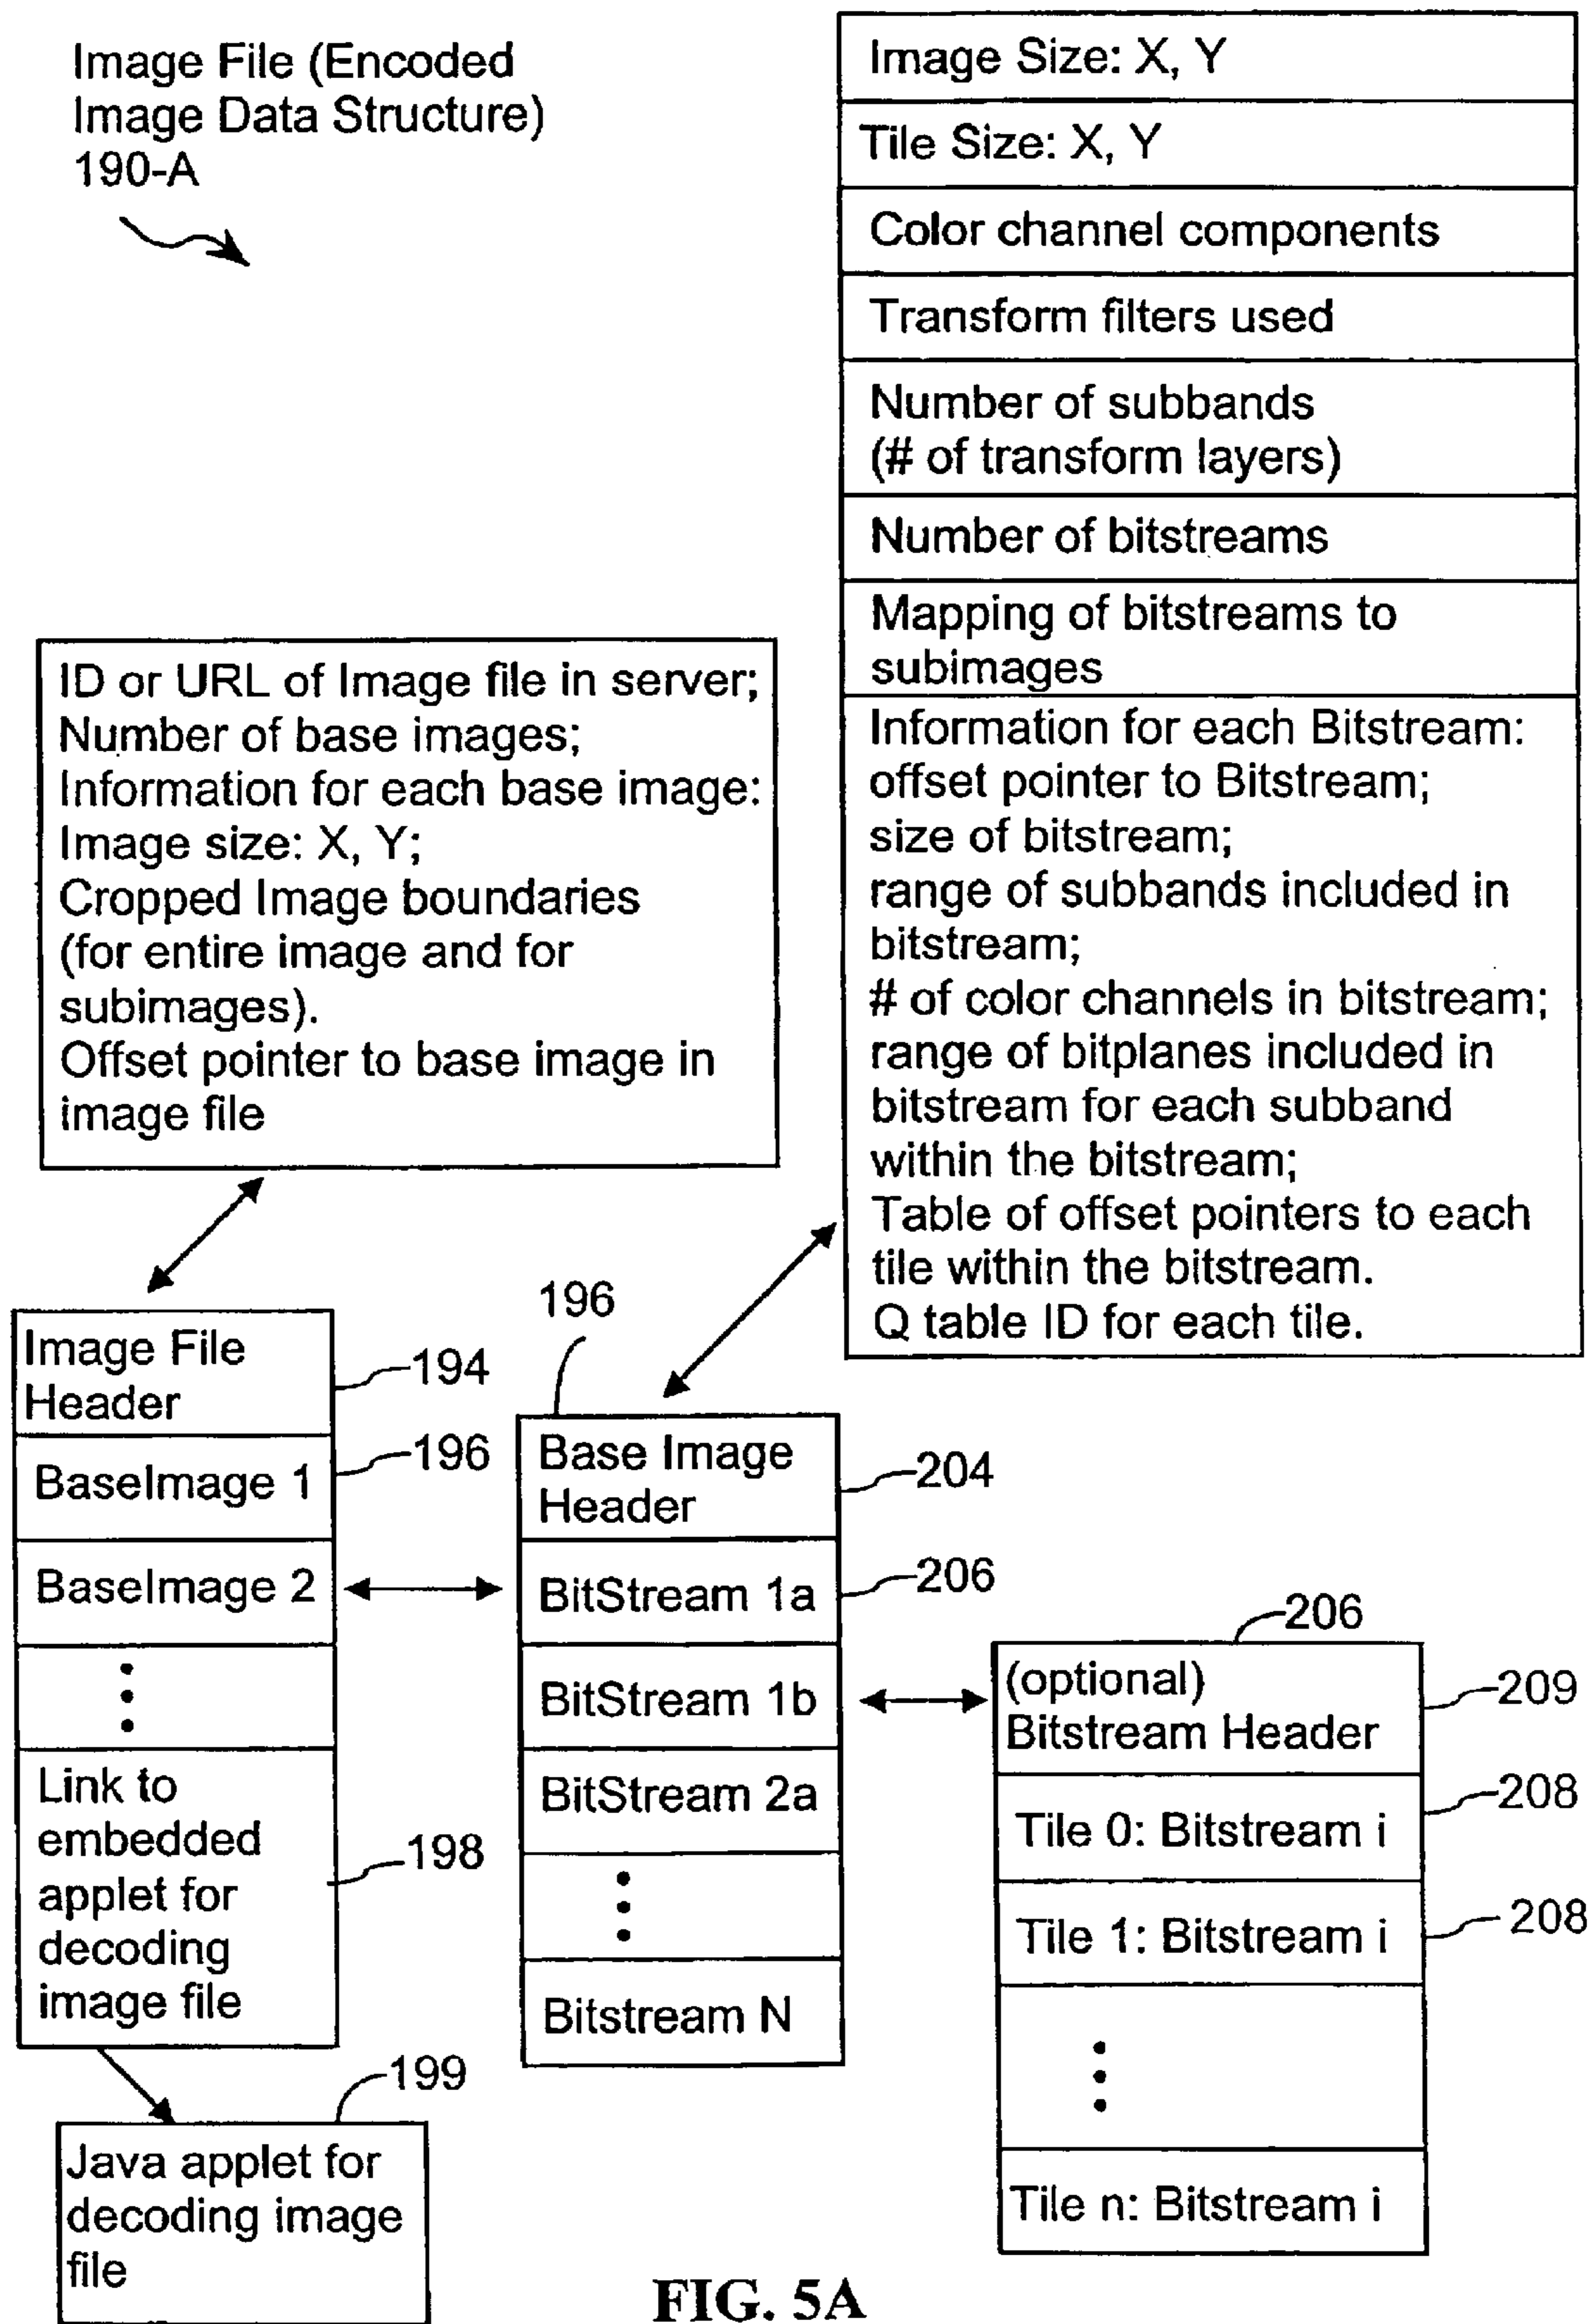 Image File (Encoded
Image Data Structure)
190-A
Image Size: X, Y
Tile Size: X, Y
Color channel components
Transform filters used
Number of subbands
(# of transform layers)
Number of bitstreams
Mapping of bitstreams to
subimages
Information for each Bitstream:
offset pointer to Bitstream;
size of bitstream;
range of subbands included in
bitstream;
# of color channels in bitstream;
range of bitplanes included in
bitstream for each subband
within the bitstream;
Table of offset pointers to each
tile within the bitstream.
Q table ID for each tile.
ID or URL of Image file in server;
Number of base images;
Information for each base image:
Image size: X, Y;
Cropped Image boundaries
(for entire image and for
subimages).
Offset pointer to base image in
image file
Image File
Header
194
BaseImage 1
196
BaseImage 2
Link to
embedded
applet for
decoding
image file
198
199
Java applet for
decoding image
file
196
Base Image
Header
204
BitStream 1a
206
BitStream 1b
BitStream 2a
Bitstream N
206
(optional)
Bitstream Header
209
Tile 0: Bitstream i
208
Tile 1: Bitstream i
208
Tile n: Bitstream i
FIG. 5A